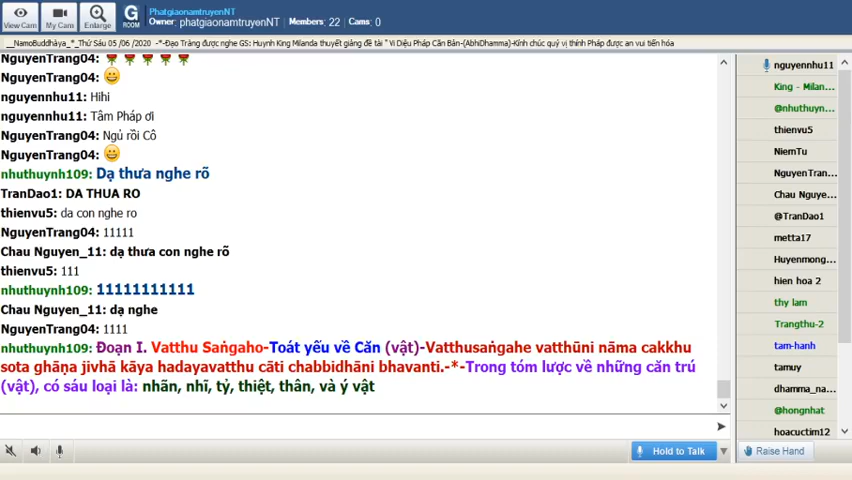 PhatgiaonamtruyenNT
Owner: phatgiaonamtruyenNT Members: 22 Cams: 0
View Cam
My Cam
Enlarge
G
ROOM
__NamoBuddhàya_*_Thứ Sáu 05 /06 /2020 -*-Đạo Tràng được nghe GS: Huynh King Milanda thuyết giảng đề tài " Vi Diệu Pháp Căn Bản-(AbhiDhamma)-Kính chúc quý vị thính Pháp được an vui tiến hóa
NguyenTrang04:
NguyenTrang04:
nguyennhu11: Hihi
nguyennhu11: Tâm Pháp ơi
NguyenTrang04: Ngủ rồi Cô
NguyenTrang04:
nhuthuynh109: Dạ thưa nghe rõ
TranDao1: DA THUA RO
thienvu5: da con nghe ro
NguyenTrang04: 11111
Chau Nguyen_11: dạ thưa con nghe rõ
thienvu5: 111
nhuthuynh109: 11111111111
Chau Nguyen_11: dạ nghe
NguyenTrang04: 1111
nhuthuynh109: Đoạn I. Vatthu Saṅgaho-Toát yếu về Căn (vật)-Vatthusaṅgahe vatthūni nāma cakkhu
sota ghāṇa jivhā kāya hadayavatthu cāti chabbidhāni bhavanti.-*-Trong tóm lược về những căn trú
(vật), có sáu loại là: nhãn, nhĩ, tỷ, thiệt, thân, và ý vật
nguyennhu11
King - Milan...
@nhuthuyn...
thienvu5
NiemTu
NguyenTran...
Chau Nguye...
@TranDao1
metta17
Huyenmong...
hien hoa 2
thy lam
Trangthu-2
tam-hanh
tamuy
dhamma_na...
@hongnhat
hoacuctim12
Hold to Talk
Raise Hand